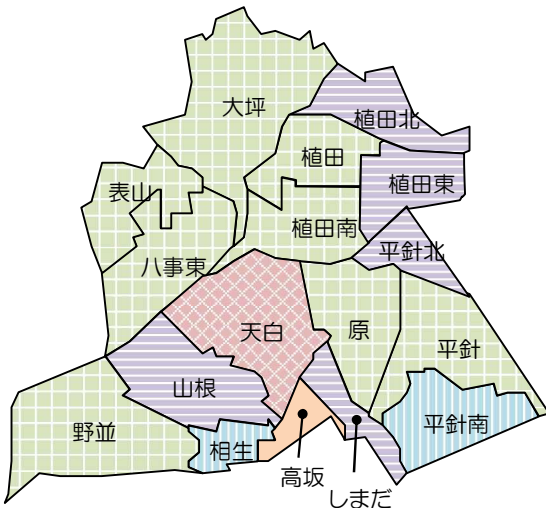 大坪
植田北
植田
表山
植田東
植田南
平針北
八事東
天白
原
平針
山根
野並
相生
平針南
高坂
しまだ